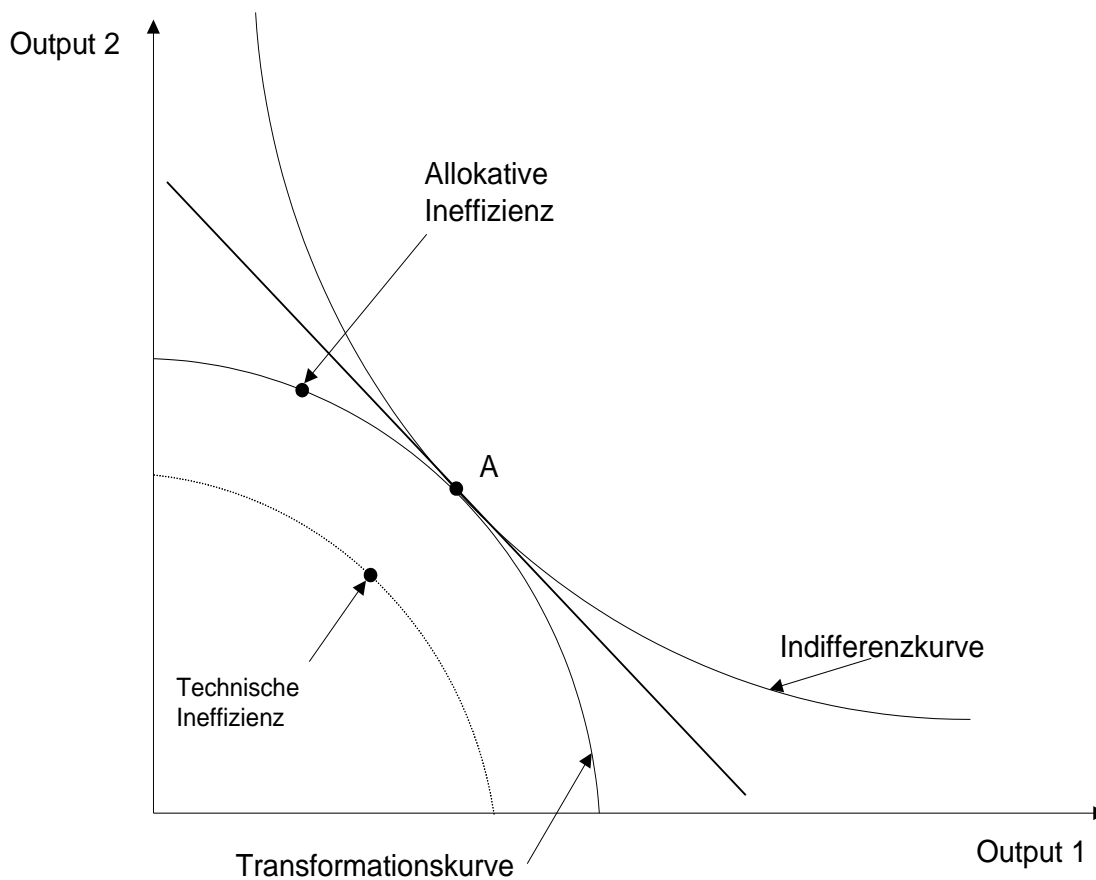 Output 2
Allokative
Ineffizienz
A
Indifferenzkurve
Technische
Ineffizienz
Output 1
Transformationskurve